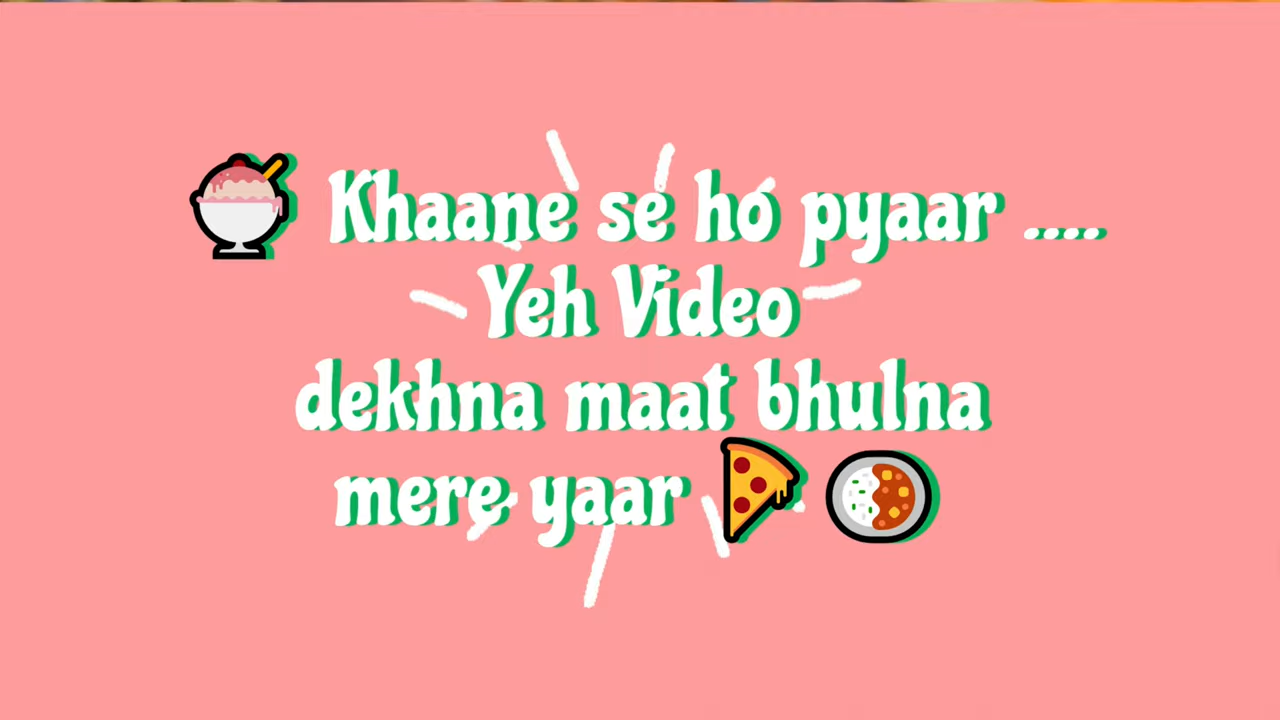 Khaane se ho pyaar ....
Yeh Video
dekhna maat bhulna
mere yaar